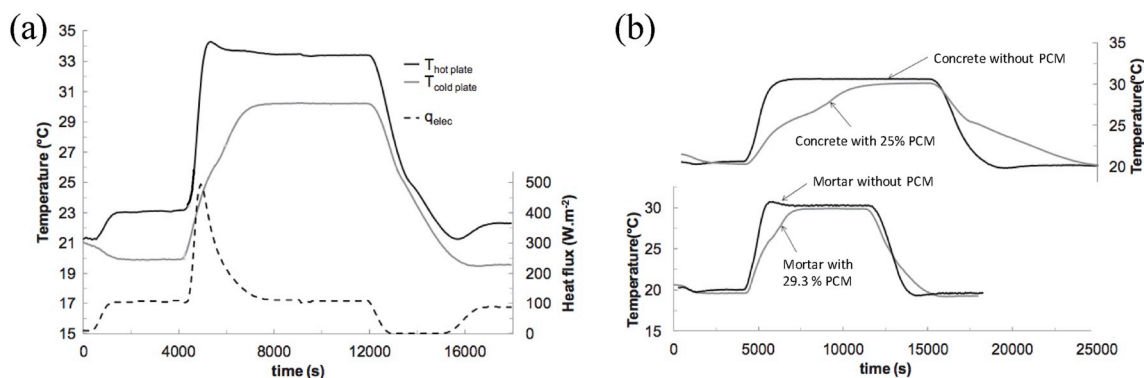 (a)
35
33
31
29
27
25
23
21
19
17
15
Temperature (°C)
T hot plate
T cold plate
q elec
500
400
300
200
100
0
Heat flux (W.m⁻²)
0
4000
8000
12000
16000
time (s)
(b)
Concrete without PCM
35
30
25
20
15
Temperature(°C)
Concrete with 25% PCM
Mortar without PCM
30
25
20
15
Temperature(°C)
Mortar with
29.3 % PCM
0
5000
10000
15000
20000
25000
time (s)